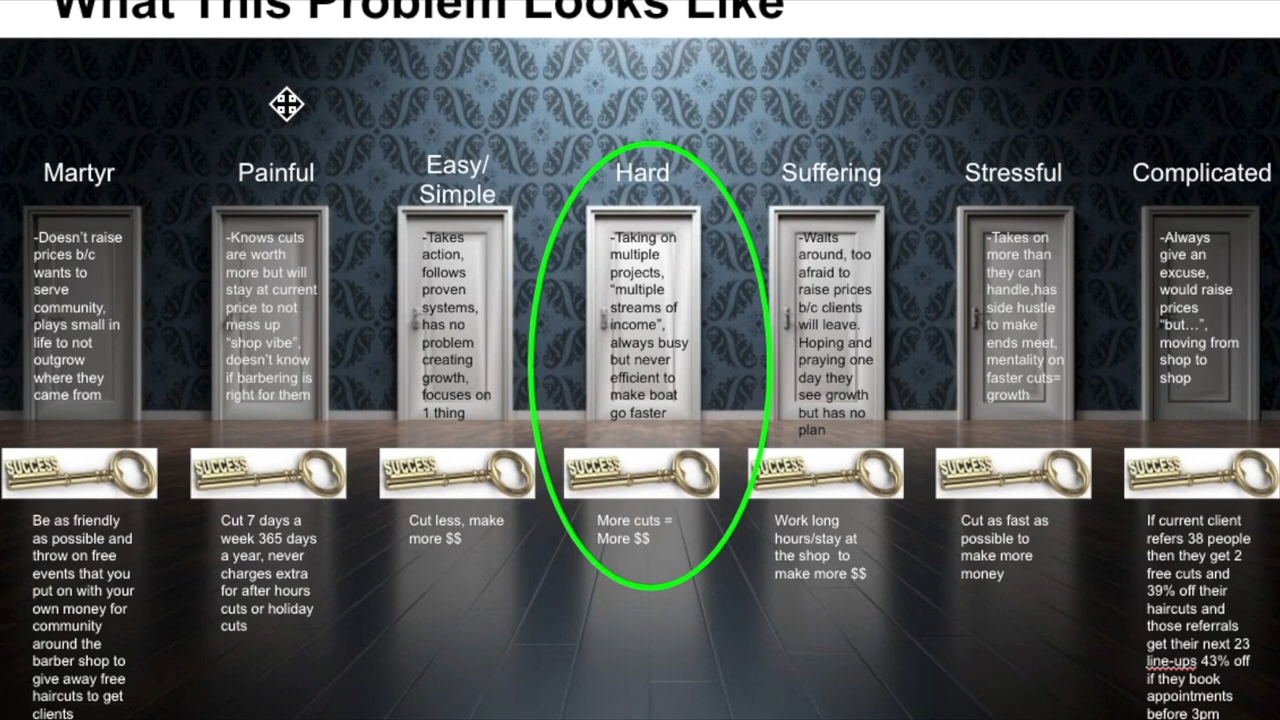 What This Problem Looks Like
Martyr
-Doesn't raise
prices b/c
wants to
serve
community,
plays small in
life to not
outgrow
where they
came from
SUCCESS
Be as friendly
as possible and
throw on free
events that you
put on with your
own money for
community
around the
barber shop to
give away free
haircuts to get
clients
Painful
-Knows cuts
are worth
more but will
stay at current
price to not
mess up
"shop vibe",
doesn't know
if barbering is
right for them
SUCCESS
Cut 7 days a
week 365 days
a year, never
charges extra
for after hours
cuts or holiday
cuts
Easy/
Simple
-Takes
action,
follows
proven
systems,
has no
problem
creating
growth,
focuses on
1 thing
SUCCESS
Cut less, make
more $$
Hard
-Taking on
multiple
projects,
"multiple
streams of
income",
always busy
but never
efficient to
make boat
go faster
SUCCESS
More cuts =
More $$
Suffering
-Waits
around, too
afraid to
raise prices
b/c clients
will leave.
Hoping and
praying one
day they
see growth
but has no
plan
SUCCESS
Work long
hours/stay at
the shop to
make more $$
Stressful
-Takes on
more than
they can
handle,has
side hustle
to make
ends meet,
mentality on
faster cuts=
growth
SUCCESS
Cut as fast as
possible to
make more
money
Complicated
-Always
give an
excuse,
would raise
prices
"but…",
moving from
shop to
shop
SUCCESS
If current client
refers 38 people
then they get 2
free cuts and
39% off their
haircuts and
those referrals
get their next 23
line-ups 43% off
if they book
appointments
before 3pm